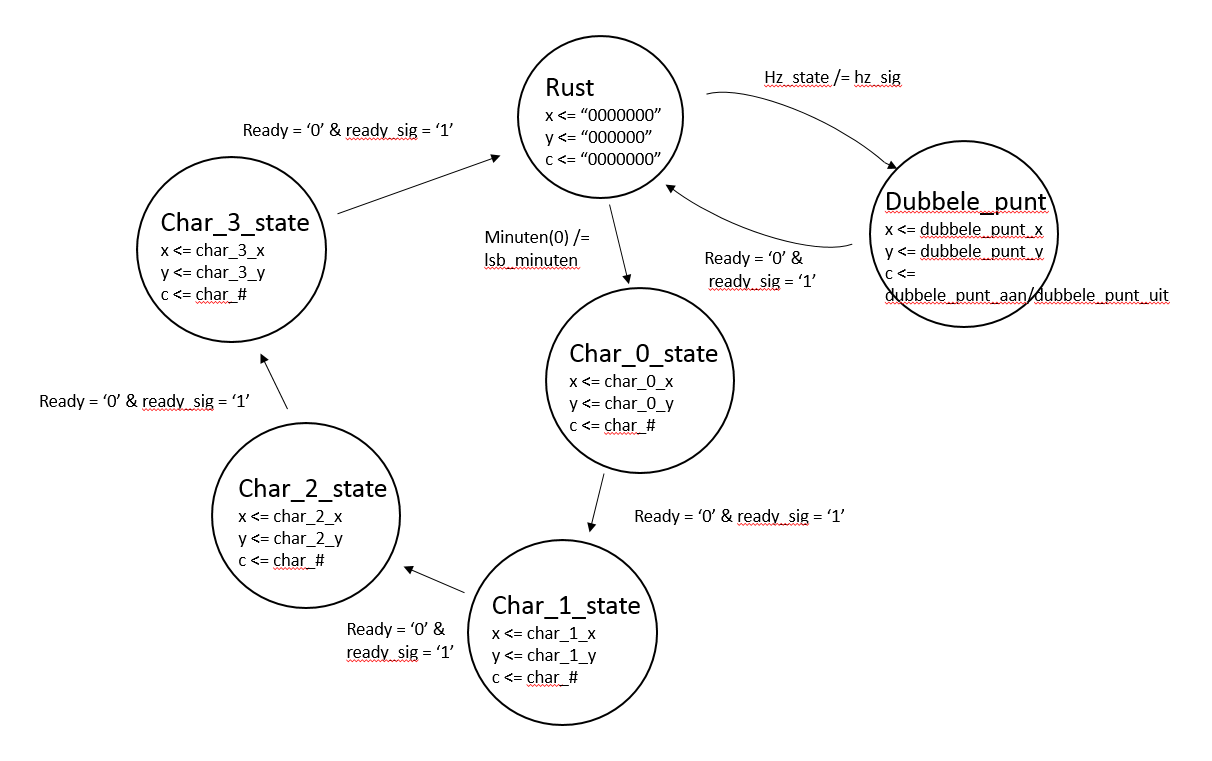 Rust
x <= “0000000”
y <= “000000”
c <= “0000000”
Hz_state /= hz_sig
Dubbele_punt
x <= dubbele_punt_x
y <= dubbele_punt_y
c <=
dubbele_punt_aan/dubbele_punt_uit
Ready = ‘0’ &
ready_sig = ‘1’
Minuten(0) /=
lsb_minuten
Char_0_state
x <= char_0_x
y <= char_0_y
c <= char_#
Ready = ‘0’ & ready_sig = ‘1’
Char_1_state
x <= char_1_x
y <= char_1_y
c <= char_#
Ready = ‘0’ &
ready_sig = ‘1’
Char_2_state
x <= char_2_x
y <= char_2_y
c <= char_#
Ready = ‘0’ & ready_sig = ‘1’
Char_3_state
x <= char_3_x
y <= char_3_y
c <= char_#
Ready = ‘0’ & ready_sig = ‘1’